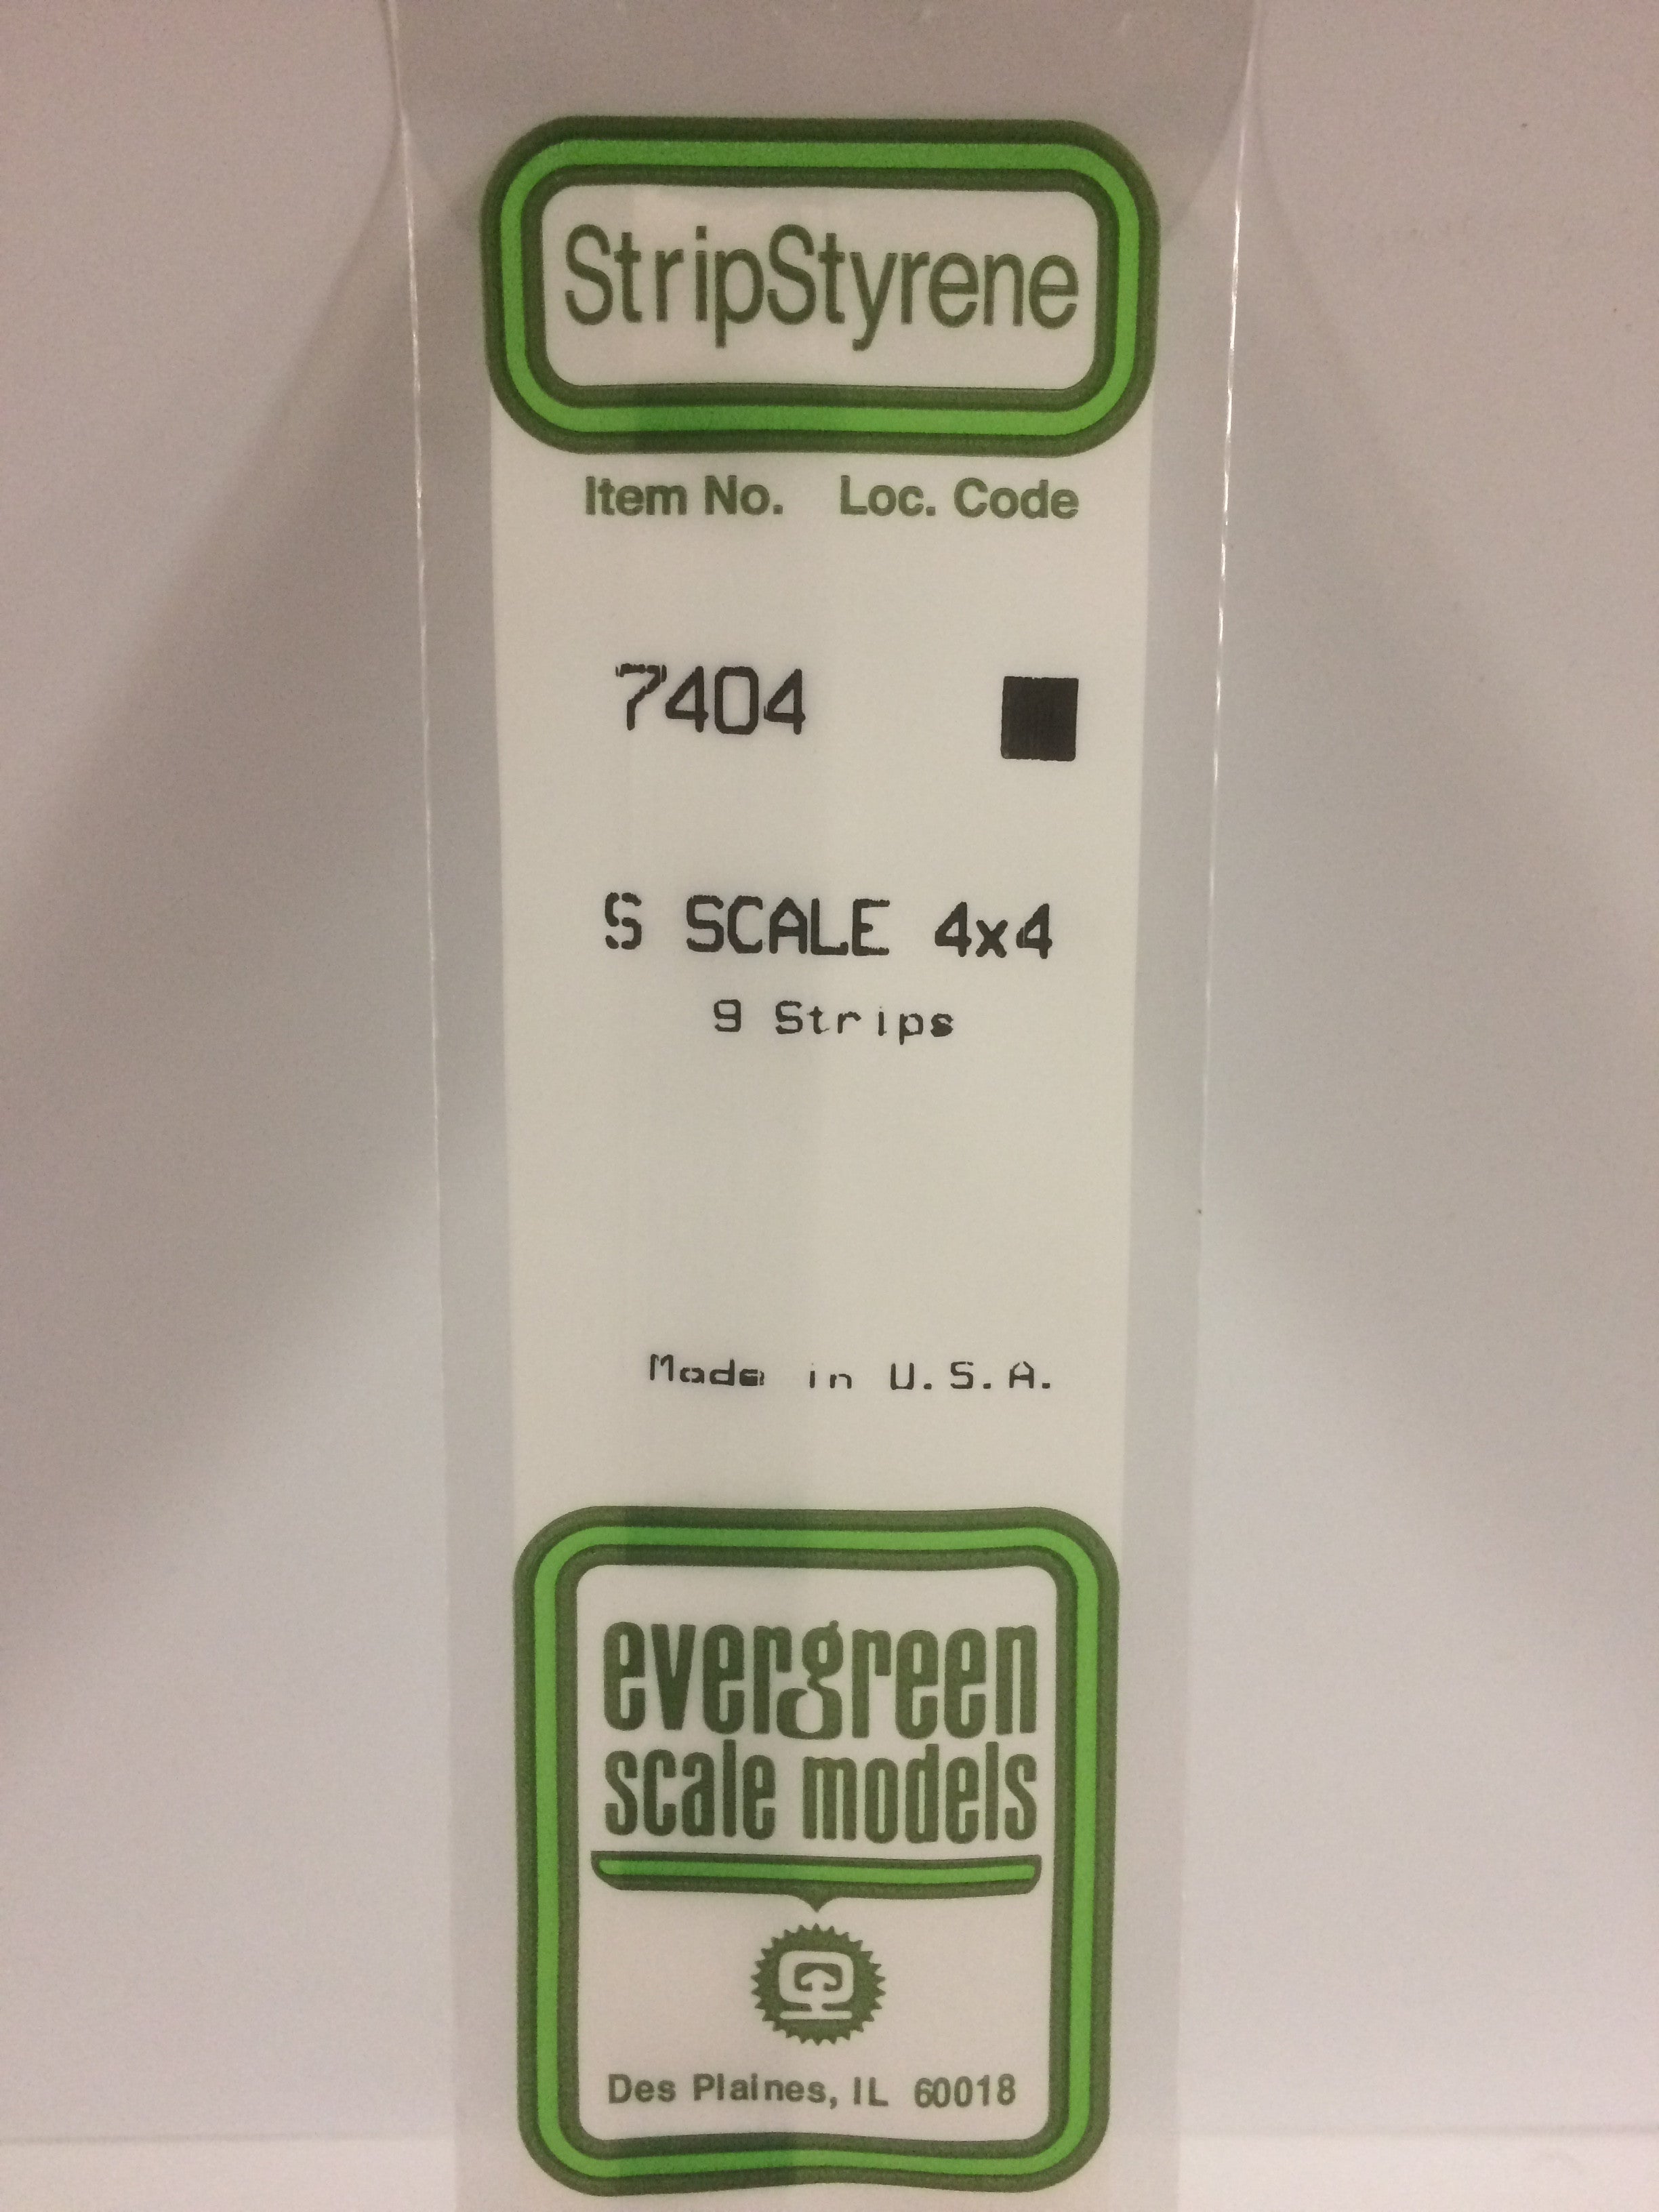 StripStyrene
Item No. Loc. Code
7404
S SCALE 4x4
9 Strips
Made in U.S.A.
evergreen
scale models
Des Plaines, IL 60018